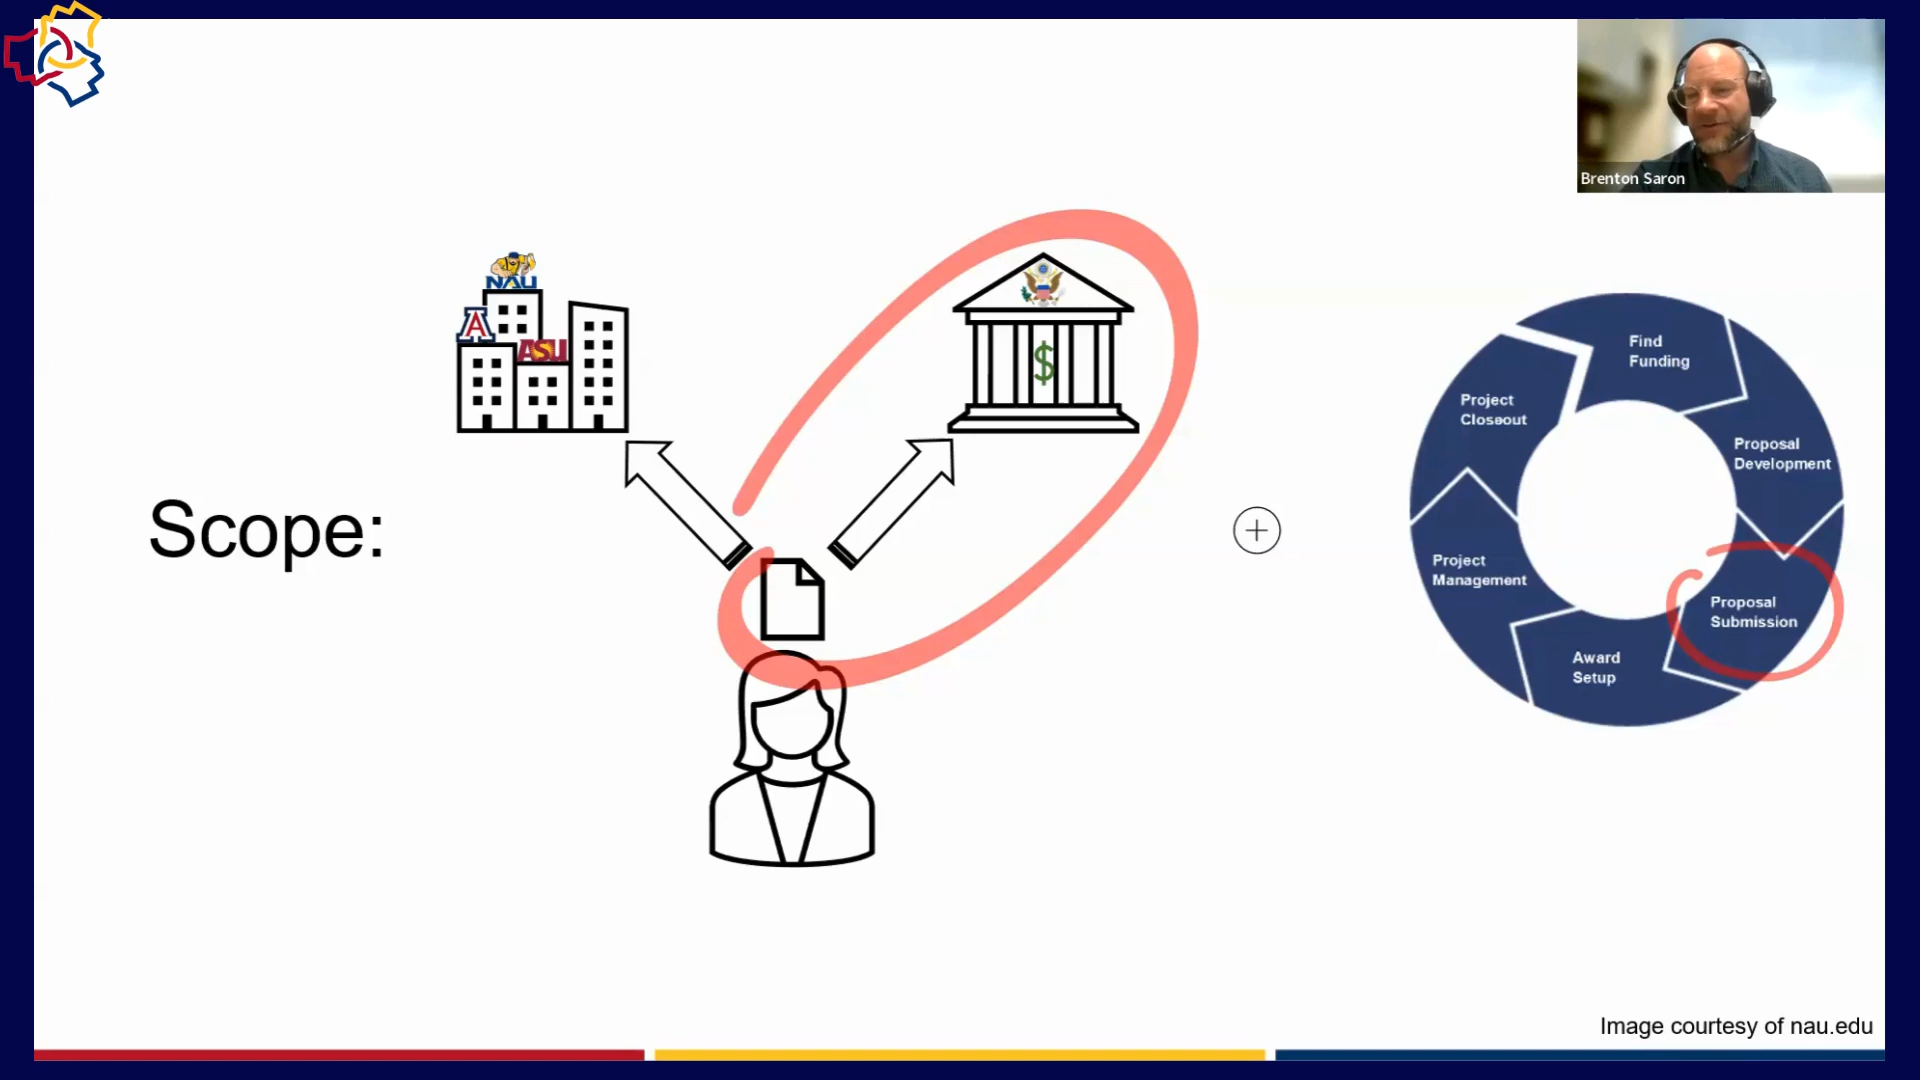 Brenton Saron
NAU
A
ASU
$
Find
Funding
Project
Closeout
Proposal
Development
Scope:
Project
Management
Proposal
Submission
Award
Setup
Image courtesy of nau.edu